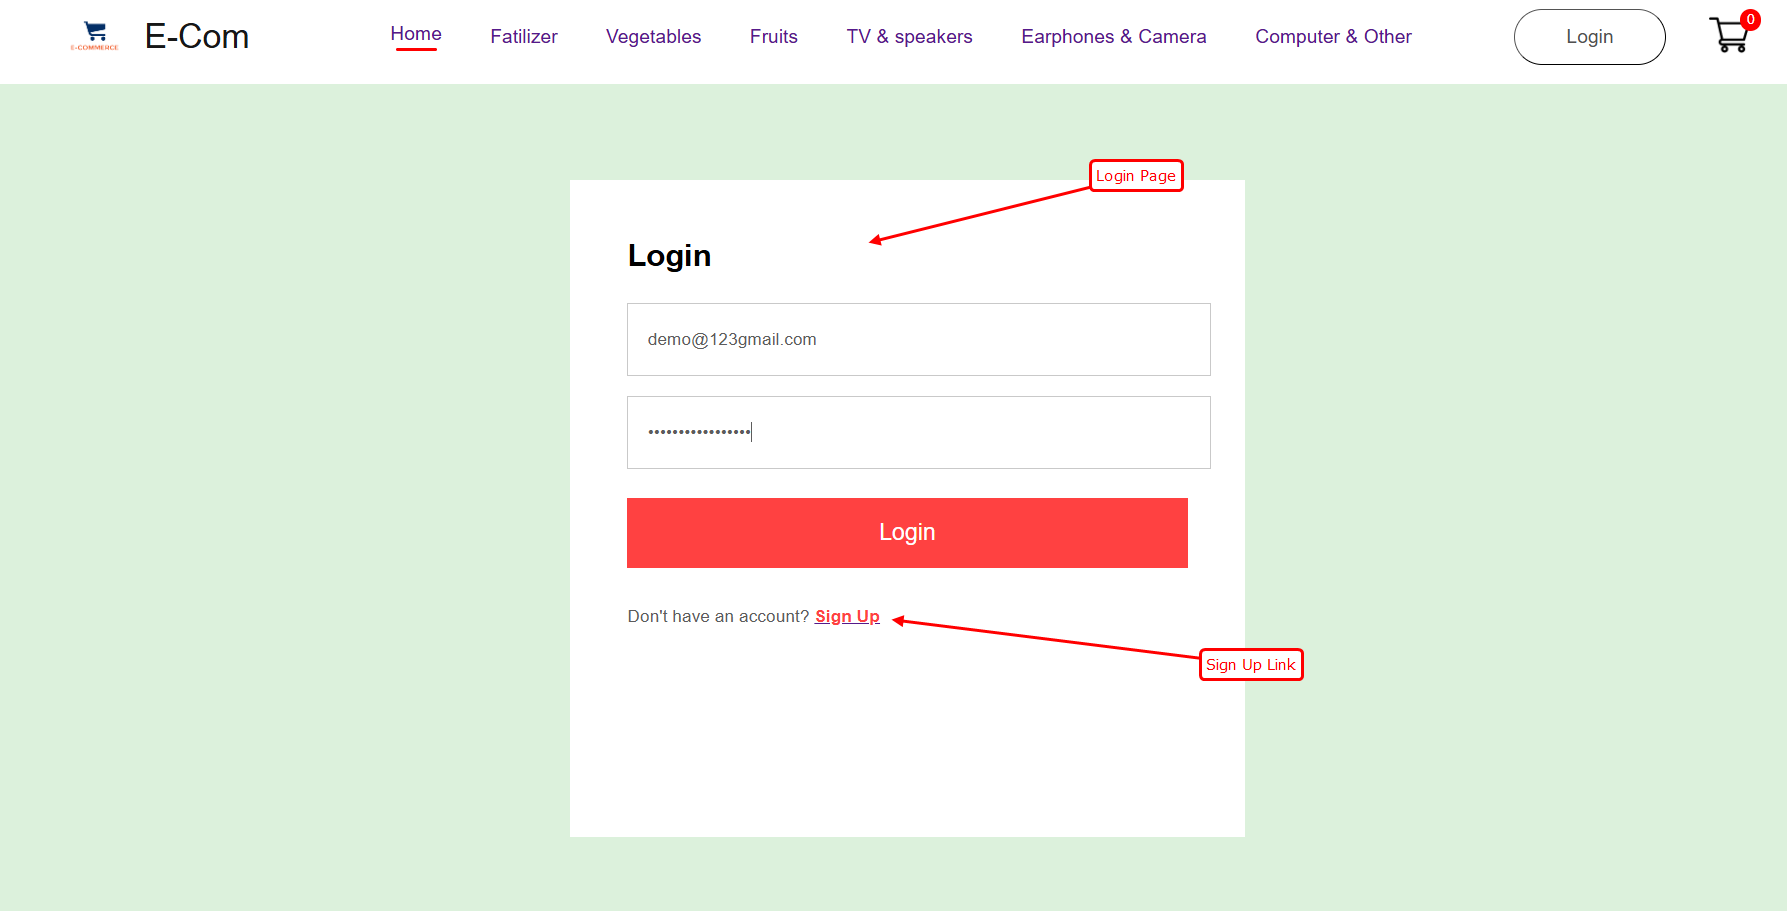 E-COMMERCE
E-Com
Home
Fatilizer
Vegetables
Fruits
TV & speakers
Earphones & Camera
Computer & Other
Login
0
Login Page
Login
demo@123gmail.com
•••••••••••••••••
Login
Don't have an account? Sign Up
Sign Up Link